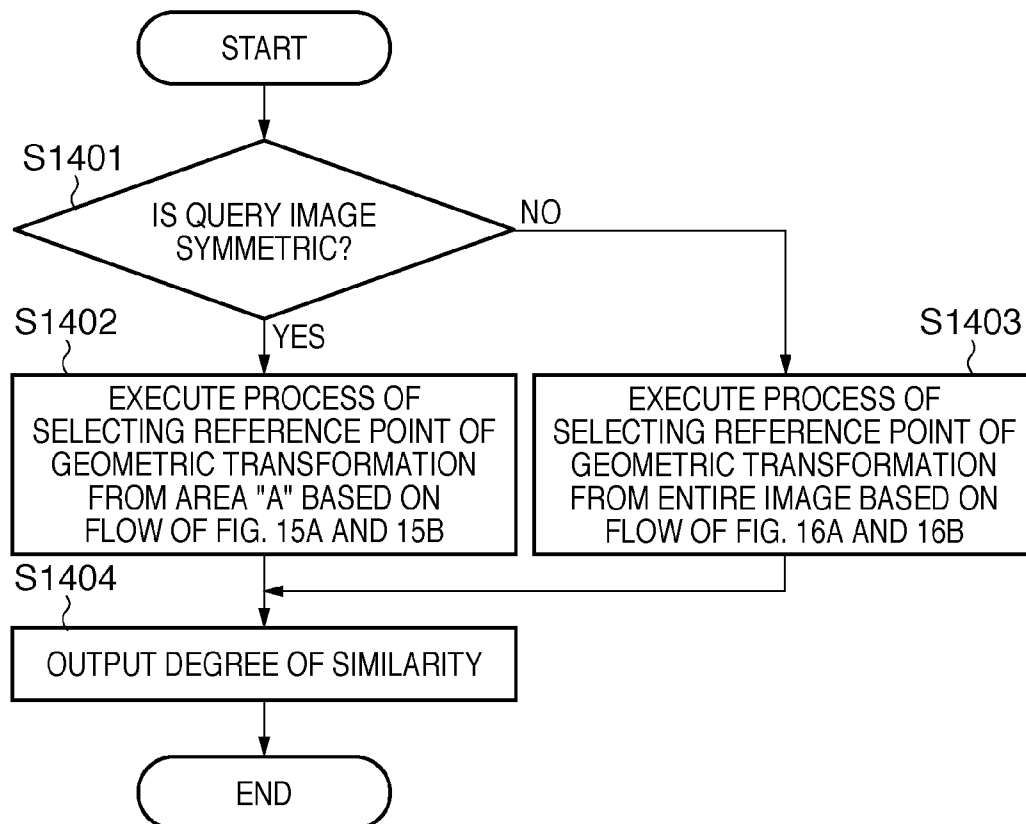 START
S1401
IS QUERY IMAGE
SYMMETRIC?
NO
YES
S1402
EXECUTE PROCESS OF
SELECTING REFERENCE POINT OF
GEOMETRIC TRANSFORMATION
FROM AREA "A" BASED ON
FLOW OF FIG. 15A AND 15B
S1403
EXECUTE PROCESS OF
SELECTING REFERENCE POINT OF
GEOMETRIC TRANSFORMATION
FROM ENTIRE IMAGE BASED ON
FLOW OF FIG. 16A AND 16B
S1404
OUTPUT DEGREE OF SIMILARITY
END